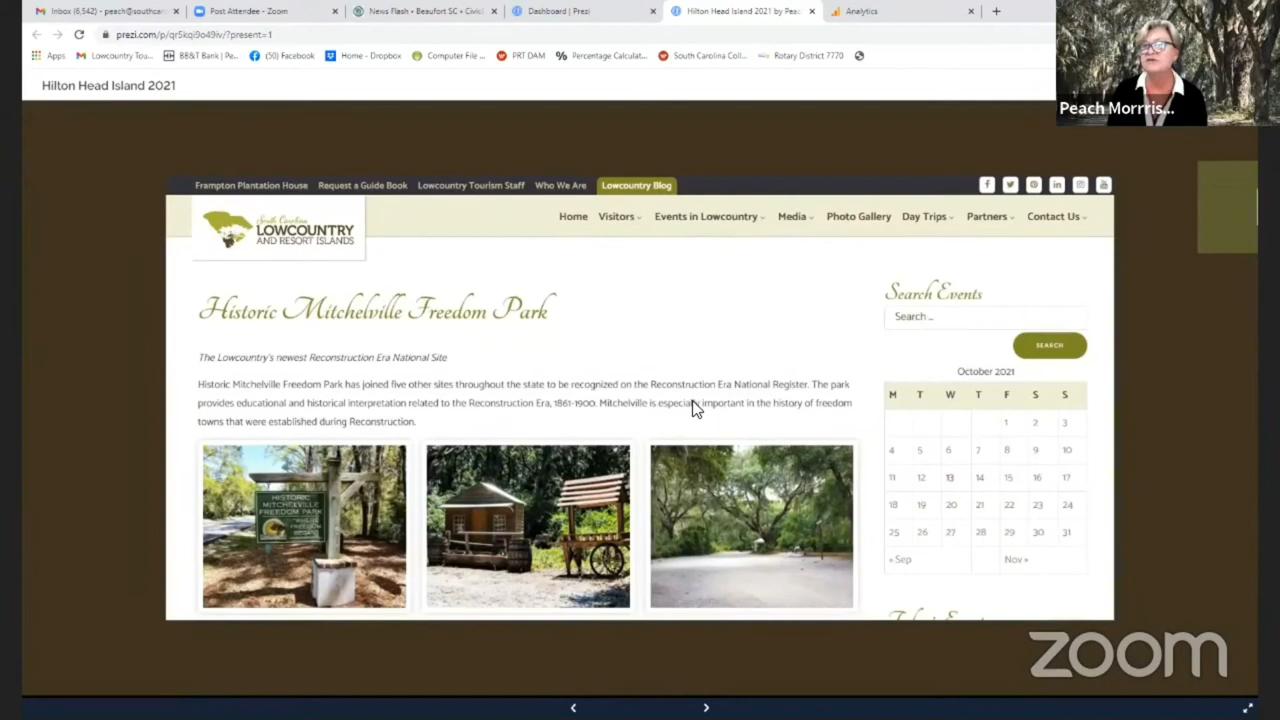 Inbox (6,542) - peach@southcar
Post Attendee - Zoom
News Flash • Beaufort SC • Civic
Dashboard | Prezi
Hilton Head Island 2021 by Peac
Analytics
prezi.com/p/qr5kqi9o49iv/?present=1
Apps
Lowcountry Tou...
BB&T Bank | Pe...
(50) Facebook
Home - Dropbox
Computer File ...
PRT DAM
Percentage Calculat...
South Carolina Coll...
Rotary District 7770
Hilton Head Island 2021
Peach Morrris...
Frampton Plantation House
Request a Guide Book
Lowcountry Tourism Staff
Who We Are
Lowcountry Blog
South Carolina
LOWCOUNTRY
AND RESORT ISLANDS
Home
Visitors
Events in Lowcountry
Media
Photo Gallery
Day Trips
Partners
Contact Us
Historic Mitchelville Freedom Park
The Lowcountry's newest Reconstruction Era National Site
Historic Mitchelville Freedom Park has joined five other sites throughout the state to be recognized on the Reconstruction Era National Register. The park
provides educational and historical interpretation related to the Reconstruction Era, 1861-1900. Mitchelville is especially important in the history of freedom
towns that were established during Reconstruction.
HISTORIC
MITCHELVILLE
FREEDOM PARK
Search Events
Search ...
SEARCH
October 2021
M T W T F S S
1 2 3
4 5 6 7 8 9 10
11 12 13 14 15 16 17
18 19 20 21 22 23 24
25 26 27 28 29 30 31
« Sep Nov »
zoom